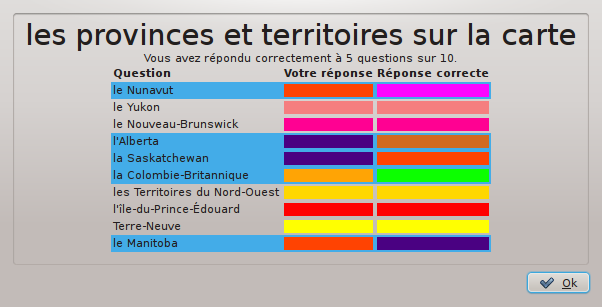 les provinces et territoires sur la carte
Vous avez répondu correctement à 5 questions sur 10.
Question Votre réponse Réponse correcte
le Nunavut
le Yukon
le Nouveau-Brunswick
l'Alberta
la Saskatchewan
la Colombie-Britannique
les Territoires du Nord-Ouest
l'île-du-Prince-Édouard
Terre-Neuve
le Manitoba
Ok